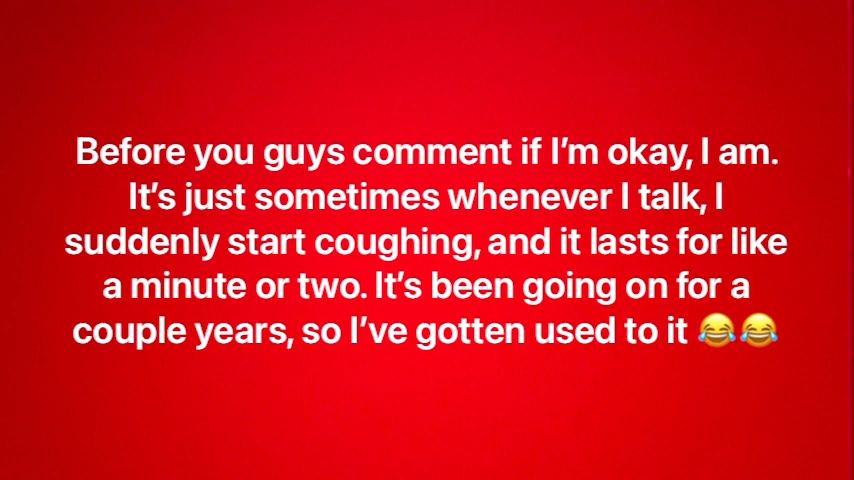 Before you guys comment if I’m okay, I am.
It’s just sometimes whenever I talk, I
suddenly start coughing, and it lasts for like
a minute or two. It’s been going on for a
couple years, so I’ve gotten used to it 😂😂